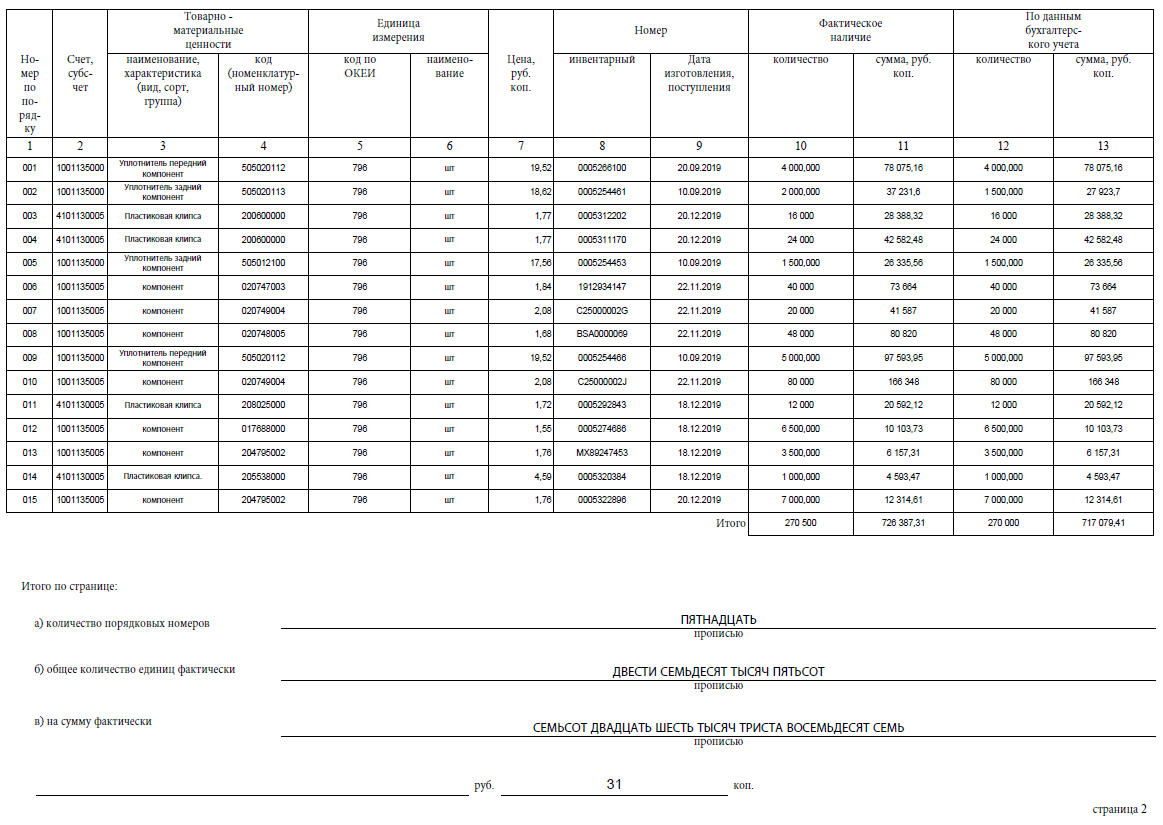 Но-
мер
по
по-
ряд-
ку
Счет,
субс-
чет
Товарно -
материальные
ценности
наименование,
характеристика
(вид, сорт,
группа)
код
(номенклатур-
ный номер)
Единица
измерения
код по
ОКЕИ
наимено-
вание
Цена,
руб.
коп.
Номер
инвентарный
Дата
изготовления,
поступления
Фактическое
наличие
количество
сумма, руб.
коп.
По данным
бухгалтерс-
кого учета
количество
сумма, руб.
коп.
1 2 3 4 5 6 7 8 9 10 11 12 13
001 1001135000 Уплотнитель передний компонент 505020112 796 шт 19,52 0005266100 20.09.2019 4 000,000 78 075,16 4 000,000 78 075,16
002 1001135000 Уплотнитель задний компонент 505020113 796 шт 18,62 0005254461 10.09.2019 2 000,000 37 231,6 1 500,000 27 923,7
003 4101130005 Пластиковая клипса 200600000 796 шт 1,77 0005312202 20.12.2019 16 000 28 388,32 16 000 28 388,32
004 4101130005 Пластиковая клипса 200600000 796 шт 1,77 0005311170 20.12.2019 24 000 42 582,48 24 000 42 582,48
005 1001135000 Уплотнитель задний компонент 505012100 796 шт 17,56 0005254453 10.09.2019 1 500,000 26 335,56 1 500,000 26 335,56
006 1001135005 компонент 020747003 796 шт 1,84 1912934147 22.11.2019 40 000 73 664 40 000 73 664
007 1001135005 компонент 020749004 796 шт 2,08 C25000002G 22.11.2019 20 000 41 587 20 000 41 587
008 1001135005 компонент 020748005 796 шт 1,68 BSA0000069 22.11.2019 48 000 80 820 48 000 80 820
009 1001135000 Уплотнитель передний компонент 505020112 796 шт 19,52 0005254466 10.09.2019 5 000,000 97 593,95 5 000,000 97 593,95
010 1001135005 компонент 020749004 796 шт 2,08 C25000002J 22.11.2019 80 000 166 348 80 000 166 348
011 4101130005 Пластиковая клипса 208025000 796 шт 1,72 0005292843 18.12.2019 12 000 20 592,12 12 000 20 592,12
012 1001135005 компонент 017688000 796 шт 1,55 0005274686 18.12.2019 6 500,000 10 103,73 6 500,000 10 103,73
013 1001135005 компонент 204795002 796 шт 1,76 MX89247453 18.12.2019 3 500,000 6 157,31 3 500,000 6 157,31
014 4101130005 Пластиковая клипса. 205538000 796 шт 4,59 0005320384 18.12.2019 1 000,000 4 593,47 1 000,000 4 593,47
015 1001135005 компонент 204795002 796 шт 1,76 0005322896 20.12.2019 7 000,000 12 314,61 7 000,000 12 314,61
Итого 270 500 726 387,31 270 000 717 079,41
Итого по странице:
а) количество порядковых номеров ПЯТНАДЦАТЬ
прописью
б) общее количество единиц фактически ДВЕСТИ СЕМЬДЕСЯТ ТЫСЯЧ ПЯТЬСОТ
прописью
в) на сумму фактически СЕМЬСОТ ДВАДЦАТЬ ШЕСТЬ ТЫСЯЧ ТРИСТА ВОСЕМЬДЕСЯТ СЕМЬ
прописью
руб. 31 коп.
страница 2